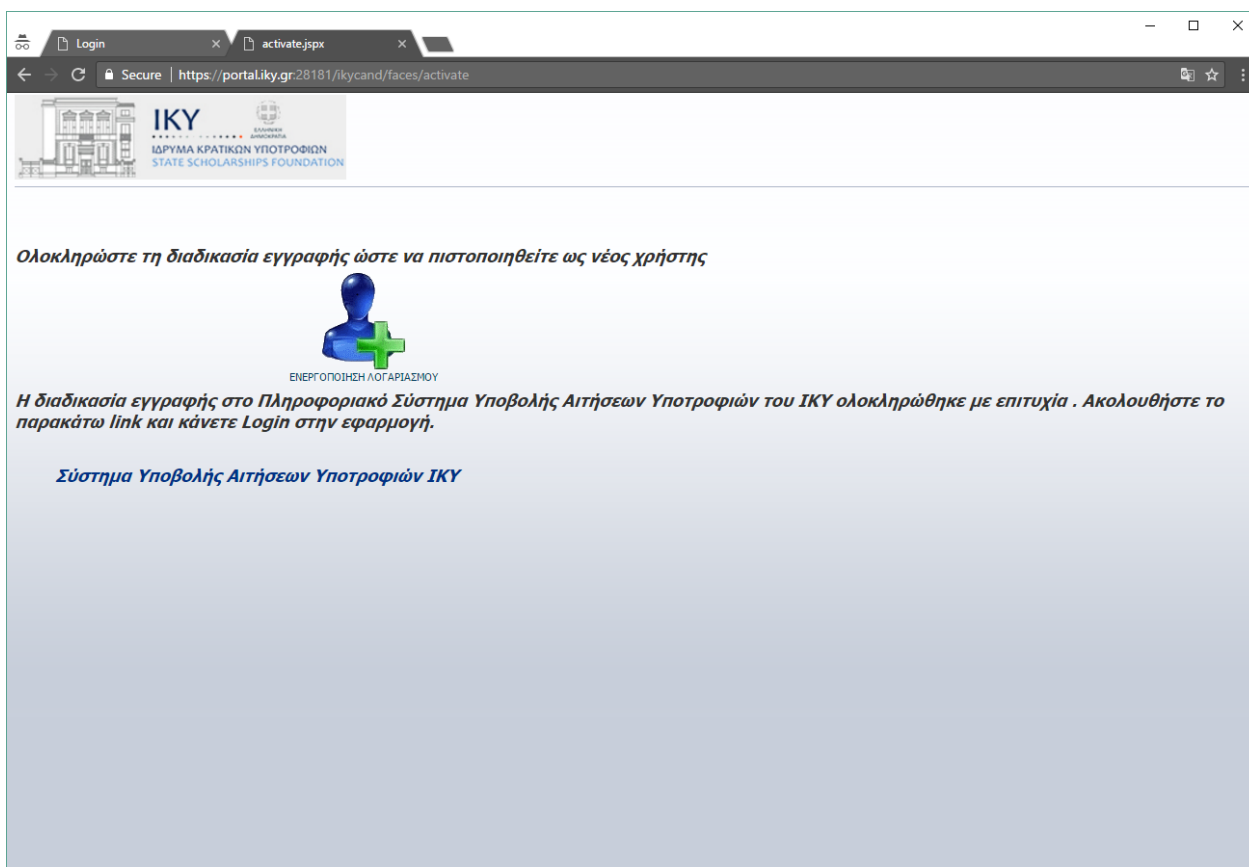 Login
activate.jspx
Secure | https://portal.iky.gr:28181/ikycand/faces/activate
IKY
ΕΛΛΗΝΙΚΗ
ΔΗΜΟΚΡΑΤΙΑ
ΙΔΡΥΜΑ ΚΡΑΤΙΚΩΝ ΥΠΟΤΡΟΦΙΩΝ
STATE SCHOLARSHIPS FOUNDATION
Ολοκληρώστε τη διαδικασία εγγραφής ώστε να πιστοποιηθείτε ως νέος χρήστης
ΕΝΕΡΓΟΠΟΙΗΣΗ ΛΟΓΑΡΙΑΣΜΟΥ
Η διαδικασία εγγραφής στο Πληροφοριακό Σύστημα Υποβολής Αιτήσεων Υποτροφιών του ΙΚΥ ολοκληρώθηκε με επιτυχία . Ακολουθήστε το
παρακάτω link και κάνετε Login στην εφαρμογή.
Σύστημα Υποβολής Αιτήσεων Υποτροφιών ΙΚΥ